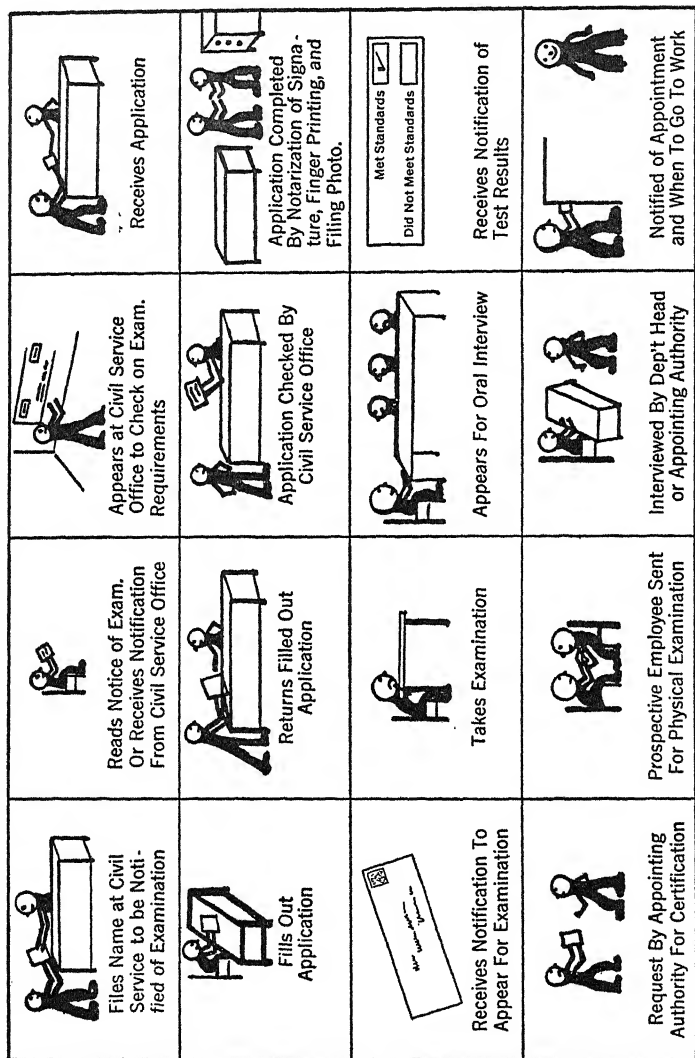 Files Name at Civil
Service to be Noti-
fied of Examination
Reads Notice of Exam.
Or Receives Notification
From Civil Service Office
Appears at Civil Service
Office to Check on Exam.
Requirements
Receives Application
Fills Out
Application
Returns Filled Out
Application
Application Checked By
Civil Service Office
Application Completed
By Notarization of Signa-
ture, Finger Printing, and
Filing Photo.
Receives Notification To
Appear For Examination
Takes Examination
Appears For Oral Interview
Met Standards
Did Not Meet Standards
Receives Notification of
Test Results
Request By Appointing
Authority For Certification
Prospective Employee Sent
For Physical Examination
Interviewed By Dep't Head
or Appointing Authority
Notified of Appointment
and When To Go To Work